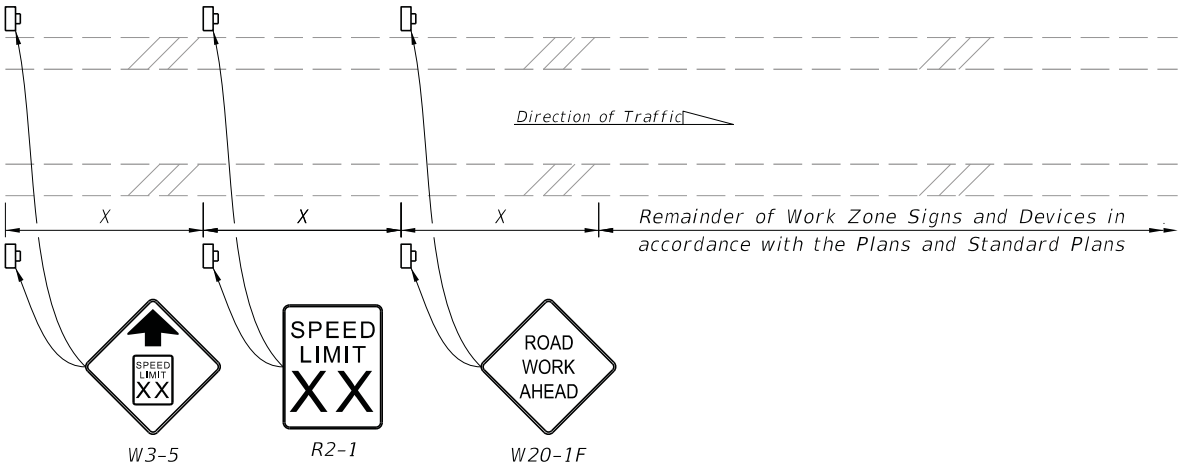 Direction of Traffic
X
X
X
Remainder of Work Zone Signs and Devices in
accordance with the Plans and Standard Plans
SPEED
LIMIT
XX
W3-5
SPEED
LIMIT
XX
R2-1
ROAD
WORK
AHEAD
W20-1F